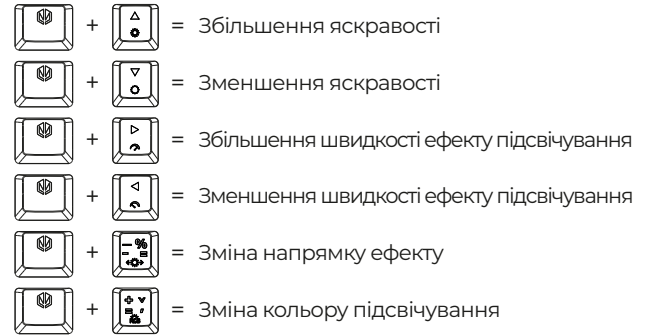 + = Збільшення яскравості
+ = Зменшення яскравості
+ = Збільшення швидкості ефекту підсвічування
+ = Зменшення швидкості ефекту підсвічування
+ = Зміна напрямку ефекту
+ = Зміна кольору підсвічування